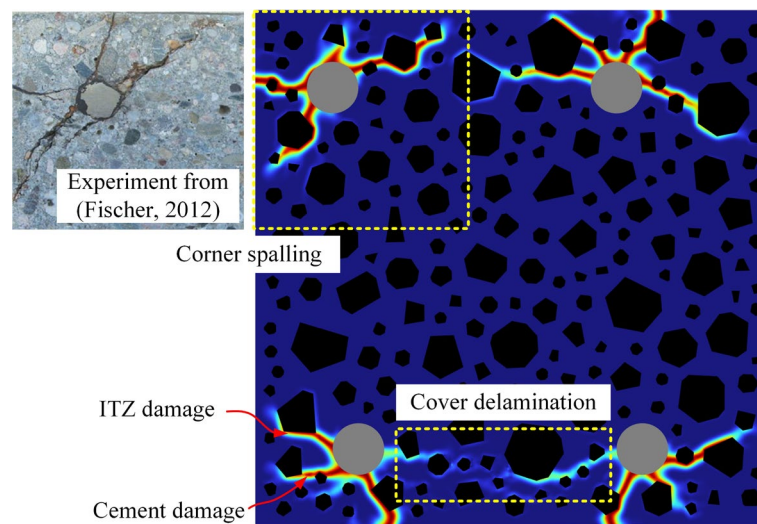 Experiment from
(Fischer, 2012)
Corner spalling
ITZ damage
Cover delamination
Cement damage